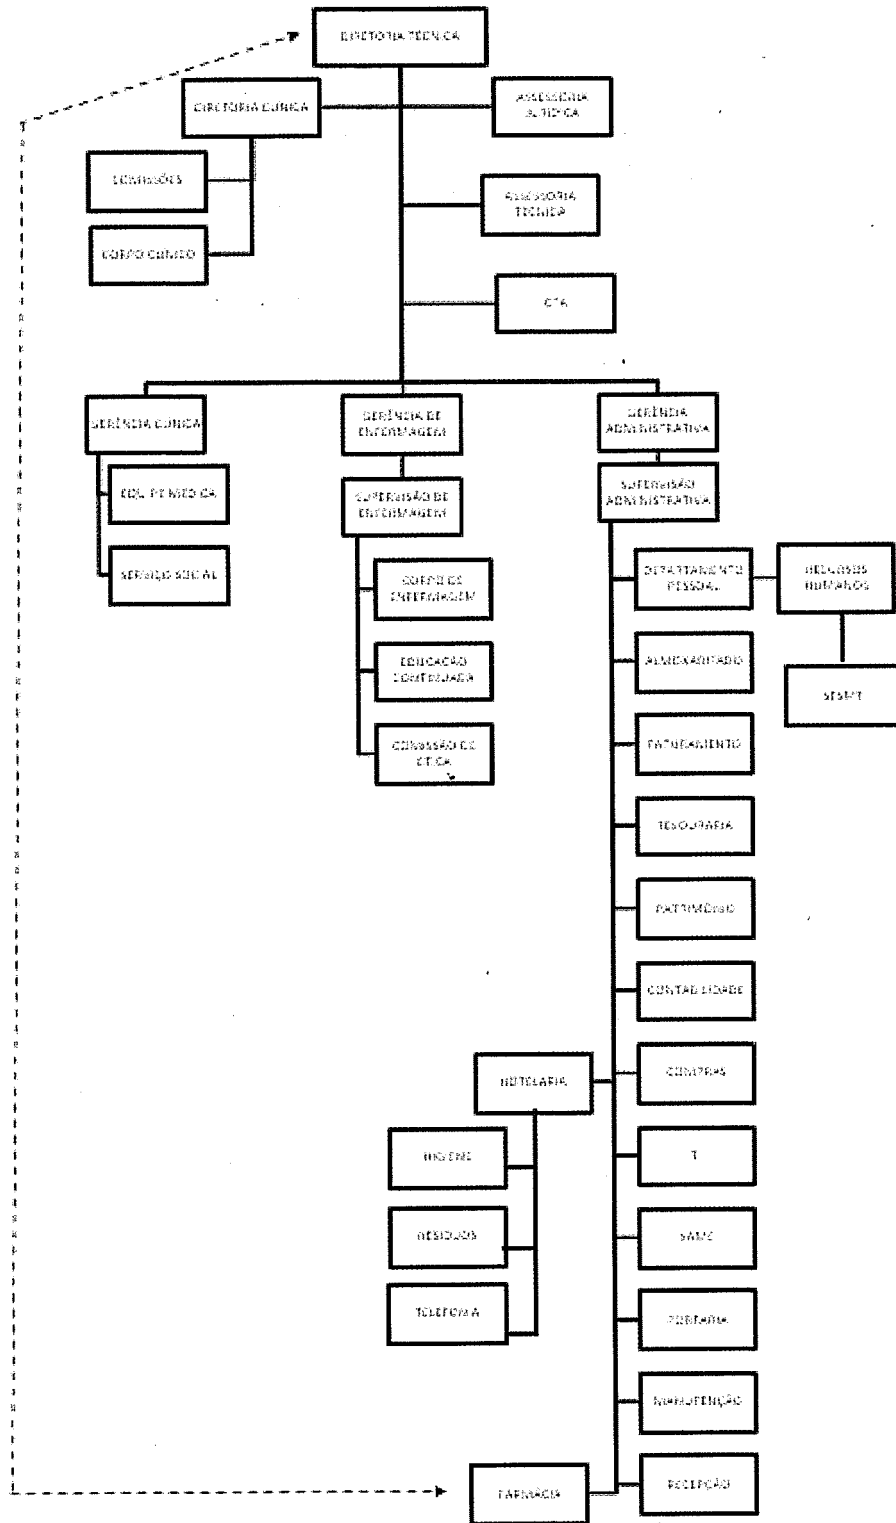 DIRETORIA TÉCNICA
DIRETORIA CLÍNICA
ASSESSORIA
JURÍDICA
COMISSÕES
ASSESSORIA
TÉCNICA
CORPO CLÍNICO
GERÊNCIA CLÍNICA
GERÊNCIA DE
ENFERMAGEM
GERÊNCIA
ADMINISTRATIVA
SUPERVISÃO
ADMINISTRATIVA
EQUIPE MÉDICA
SUPERVISÃO DE
ENFERMAGEM
SERVIÇO SOCIAL
CORPO DE
ENFERMAGEM
DEPARTAMENTO
PESSOAL
RECURSOS
HUMANOS
EDUCAÇÃO
CONTINUADA
ALMOXARIFADO
SESMT
COMISSÃO DE
ÉTICA
FATURAMENTO
TESOURARIA
PATRIMÔNIO
CONTABILIDADE
HOTELARIA
COMPRAS
HIGIENE
RESÍDUOS
SAME
TELEFONIA
PORTARIA
MANUTENÇÃO
FARMÁCIA
RECEPÇÃO